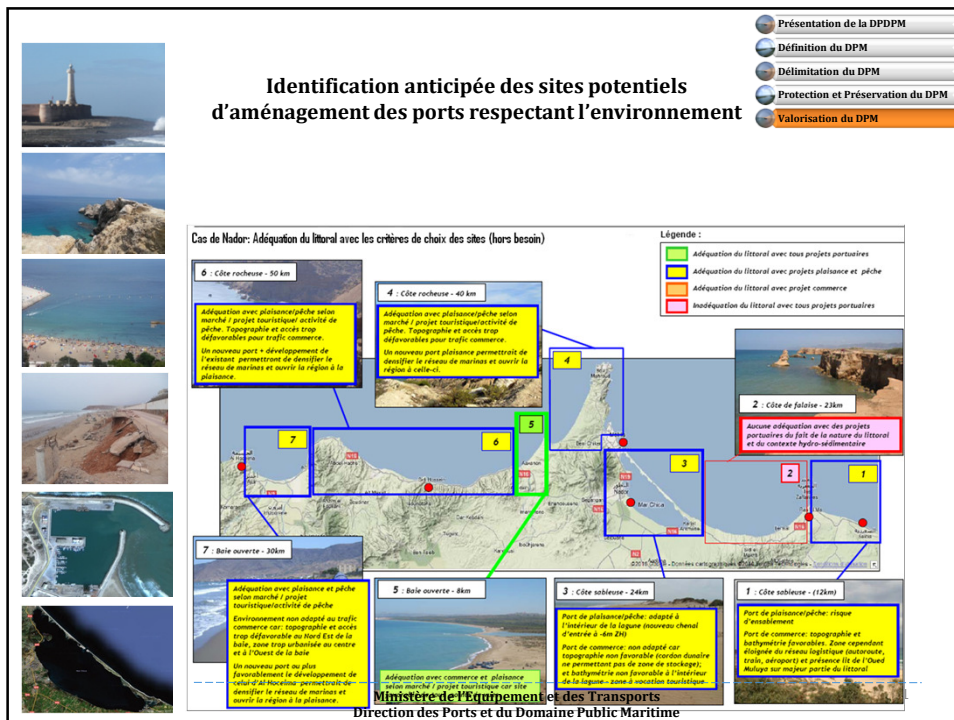 Présentation de la DPDPM
Définition du DPM
Délimitation du DPM
Protection et Préservation du DPM
Valorisation du DPM
Identification anticipée des sites potentiels
d'aménagement des ports respectant l'environnement
Cas de Nador: Adéquation du littoral avec les critères de choix des sites (hors besoin)
Légende :
Adéquation du littoral avec tous projets portuaires
Adéquation du littoral avec projets plaisance et pêche
Adéquation du littoral avec projet commerce
Inadéquation du littoral avec tous projets portuaires
6 : Côte rocheuse - 50 km
Adéquation avec plaisance/pêche selon
marché / projet touristique/ activité de
pêche. Topographie et accès trop
défavorables pour trafic commerce.
Un nouveau port + développement de
l'existant permettront de densifier le
réseau de marinas et ouvrir la région à la
plaisance.
4 : Côte rocheuse - 40 km
Adéquation avec plaisance/pêche selon
marché / projet touristique/activité de
pêche. Topographie et accès trop
défavorables pour trafic commerce.
Un nouveau port plaisance permettrait de
densifier le réseau de marinas et ouvrir la
région à celle-ci.
2 : Côte de falaise - 23km
Aucune adéquation avec des projets
portuaires du fait de la nature du littoral
et du contexte hydro-sédimentaire
7
6
5
4
3
2
1
Nador
Mar Chica
7 : Baie ouverte - 30km
Adéquation avec plaisance et pêche
selon marché / projet
touristique/activité de pêche
Environnement non adapté au trafic
commerce car: topographie et accès
trop défavorable au Nord Est de la
baie, zone trop urbanisée au centre
et à l'Ouest de la baie
Un nouveau port ou plus
favorablement le développement de
celui d'Al Hoceïma permettrait de
densifier le réseau de marinas et
ouvrir la région à la plaisance.
5 : Baie ouverte - 8km
Adéquation avec commerce et plaisance
selon marché / projet touristique car site
3 : Côte sableuse - 24km
Port de plaisance/pêche: adapté à
l'intérieur de la lagune (nouveau chenal
d'entrée à -6m ZH)
Port de commerce: non adapté car
topographie non favorable (cordon dunaire
ne permettant pas de zone de stockage);
et bathymétrie non favorable à l'intérieur
de la lagune - zone à vocation touristique
1 : Côte sableuse - (12km)
Port de plaisance/pêche: risque
d'ensablement
Port de commerce: topographie et
bathymétrie favorables. Zone cependant
éloignée du réseau logistique (autoroute,
train, aéroport) et présence lit de l'Oued
Muluya sur majeur partie du littoral
Ministère de l'Equipement et des Transports
Direction des Ports et du Domaine Public Maritime